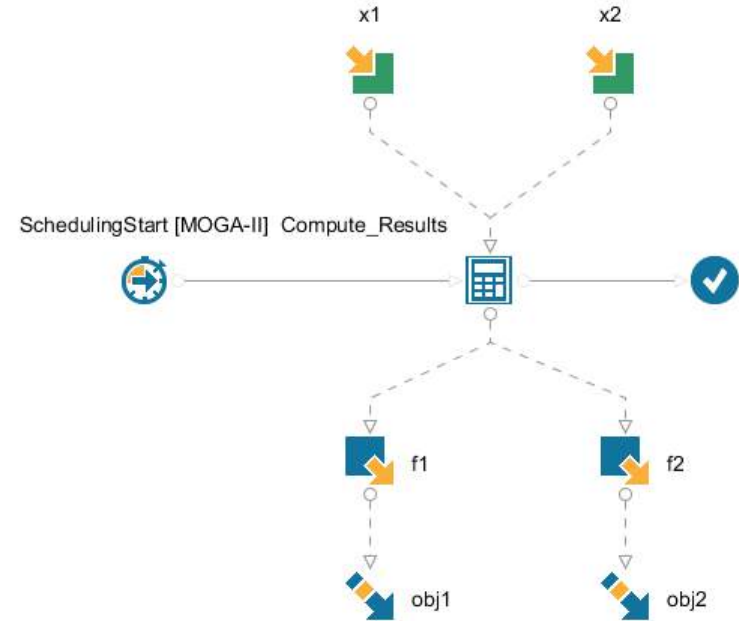 x1 x2
SchedulingStart [MOGA-II] Compute_Results
f1 f2
obj1 obj2